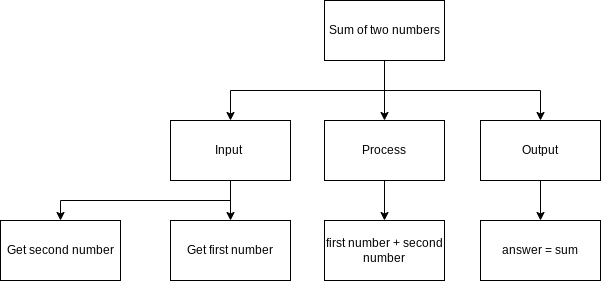 Sum of two numbers
Input
Process
Output
Get second number
Get first number
first number + second
number
answer = sum